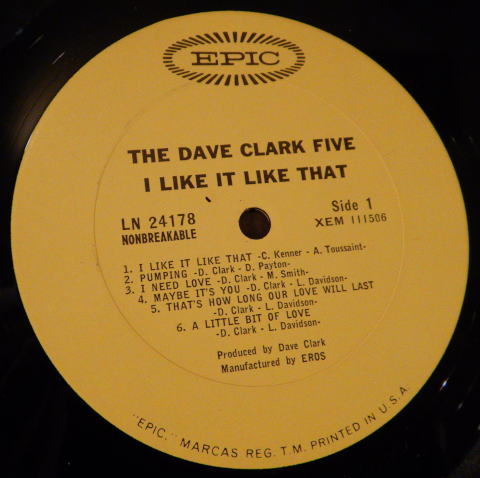 EPIC
THE DAVE CLARK FIVE
I LIKE IT LIKE THAT
LN 24178
NONBREAKABLE
Side 1
XEM 111506
1. I LIKE IT LIKE THAT -C. Kenner - A. Toussaint-
2. PUMPING -D. Clark - D. Payton-
3. I NEED LOVE -D. Clark - M. Smith-
4. MAYBE IT'S YOU -D. Clark - L. Davidson-
5. THAT'S HOW LONG OUR LOVE WILL LAST
-D. Clark - L. Davidson-
6. A LITTLE BIT OF LOVE
-D. Clark - L. Davidson-
Produced by Dave Clark
Manufactured by EROS
"EPIC," MARCAS REG. T.M. PRINTED IN U.S.A.